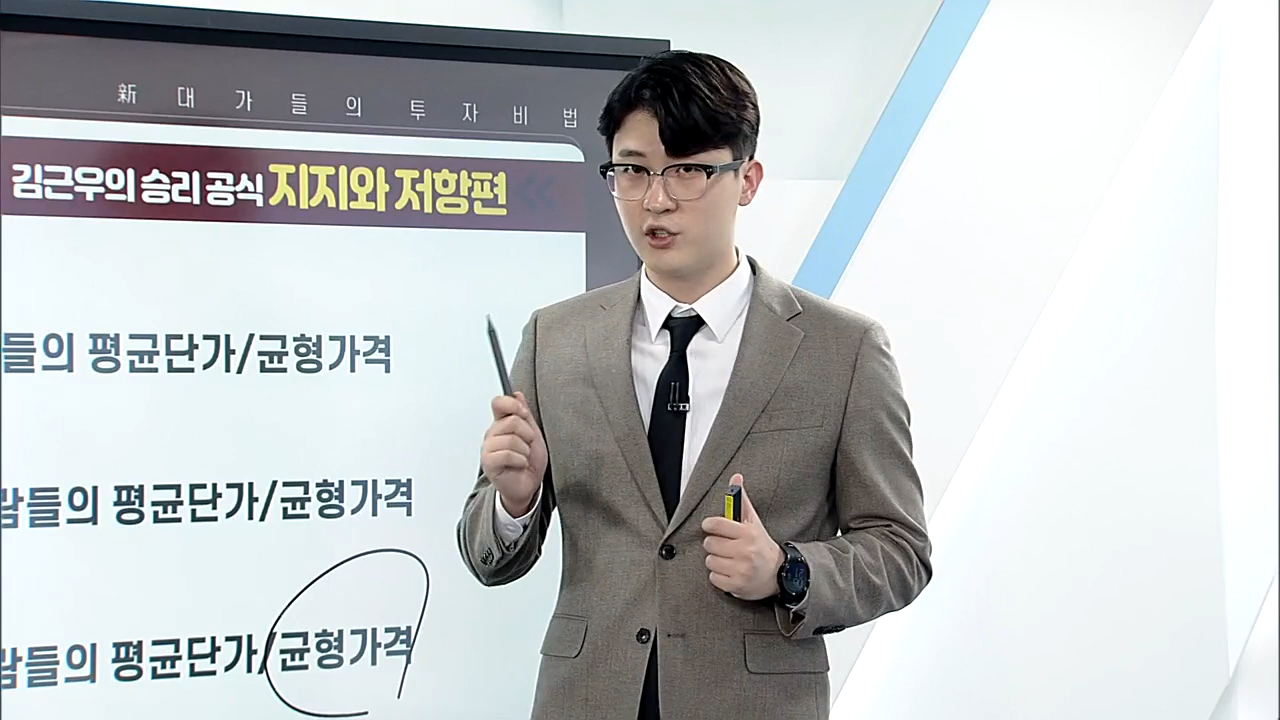 新 대 가 들 의 투 자 비 법
김근우의 승리 공식 지지와 저항편
들의 평균단가/균형가격
람들의 평균단가/균형가격
람들의 평균단가/균형가격